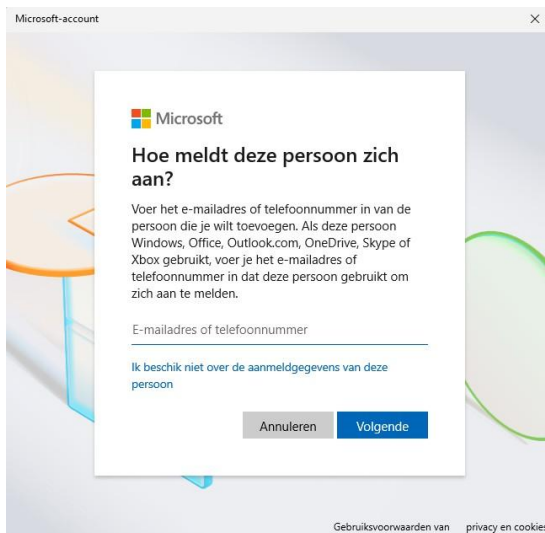 Microsoft-account
Microsoft
Hoe meldt deze persoon zich
aan?
Voer het e-mailadres of telefoonnummer in van de
persoon die je wilt toevoegen. Als deze persoon
Windows, Office, Outlook.com, OneDrive, Skype of
Xbox gebruikt, voer je het e-mailadres of
telefoonnummer in dat deze persoon gebruikt om
zich aan te melden.
E-mailadres of telefoonnummer
Ik beschik niet over de aanmeldgegevens van deze
persoon
Annuleren Volgende
Gebruiksvoorwaarden van privacy en cookies